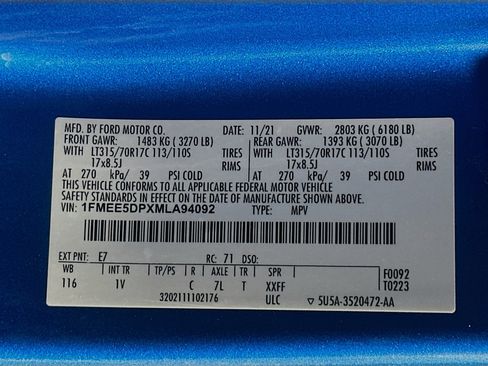 MFD. BY FORD MOTOR CO. 11/21 GVWR: 2803 KG ( 6180 LB)
FRONT GAWR: 1483 KG ( 3270 LB) REAR GAWR: 1393 KG ( 3070 LB)
WITH LT315/70R17C 113/110S TIRES WITH LT315/70R17C 113/110S TIRES
17x8.5J RIMS 17x8.5J RIMS
AT 270 kPa/ 39 PSI COLD AT 270 kPa/ 39 PSI COLD
THIS VEHICLE CONFORMS TO ALL APPLICABLE FEDERAL MOTOR VEHICLE
SAFETY STANDARDS IN EFFECT ON THE DATE OF MANUFACTURE SHOWN ABOVE.
VIN: 1FMEE5DPXMLA94092 TYPE: MPV
EXT PNT: E7 RC: 71 DSO:
WB INT TR TP/PS R AXLE TR SPR F0092
116 1V C 7L T XXFF T0223
3202111102176 ULC 5U5A-3520472-AA